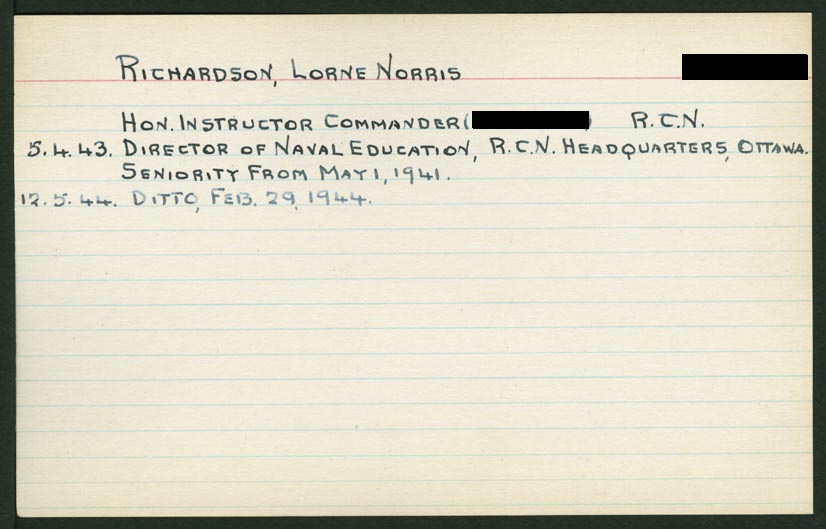 RICHARDSON, LORNE NORRIS
HON. INSTRUCTOR COMMANDER ( ) R.C.N.
5.4.43. DIRECTOR OF NAVAL EDUCATION, R.C.N. HEADQUARTERS, OTTAWA.
SENIORITY FROM MAY 1, 1941.
12.5.44. DITTO, FEB. 29, 1944.